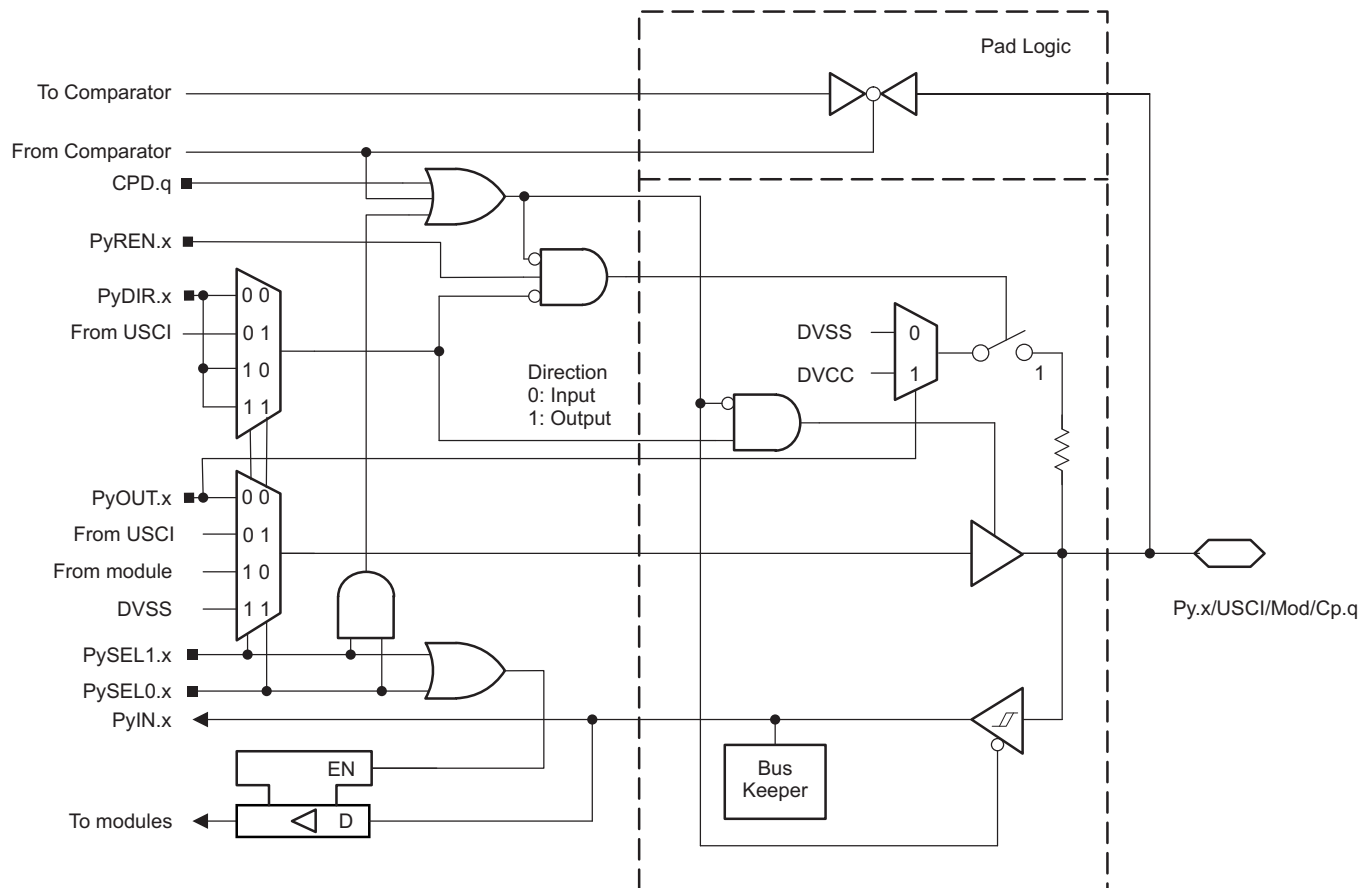 Pad Logic
To Comparator
From Comparator
CPD.q
PyREN.x
PyDIR.x
0 0
From USCI
0 1
1 0
1 1
Direction
0: Input
1: Output
DVSS
0
DVCC
1
1
PyOUT.x
0 0
From USCI
0 1
From module
1 0
DVSS
1 1
Py.x/USCI/Mod/Cp.q
PySEL1.x
PySEL0.x
PyIN.x
EN
Bus
Keeper
To modules
D